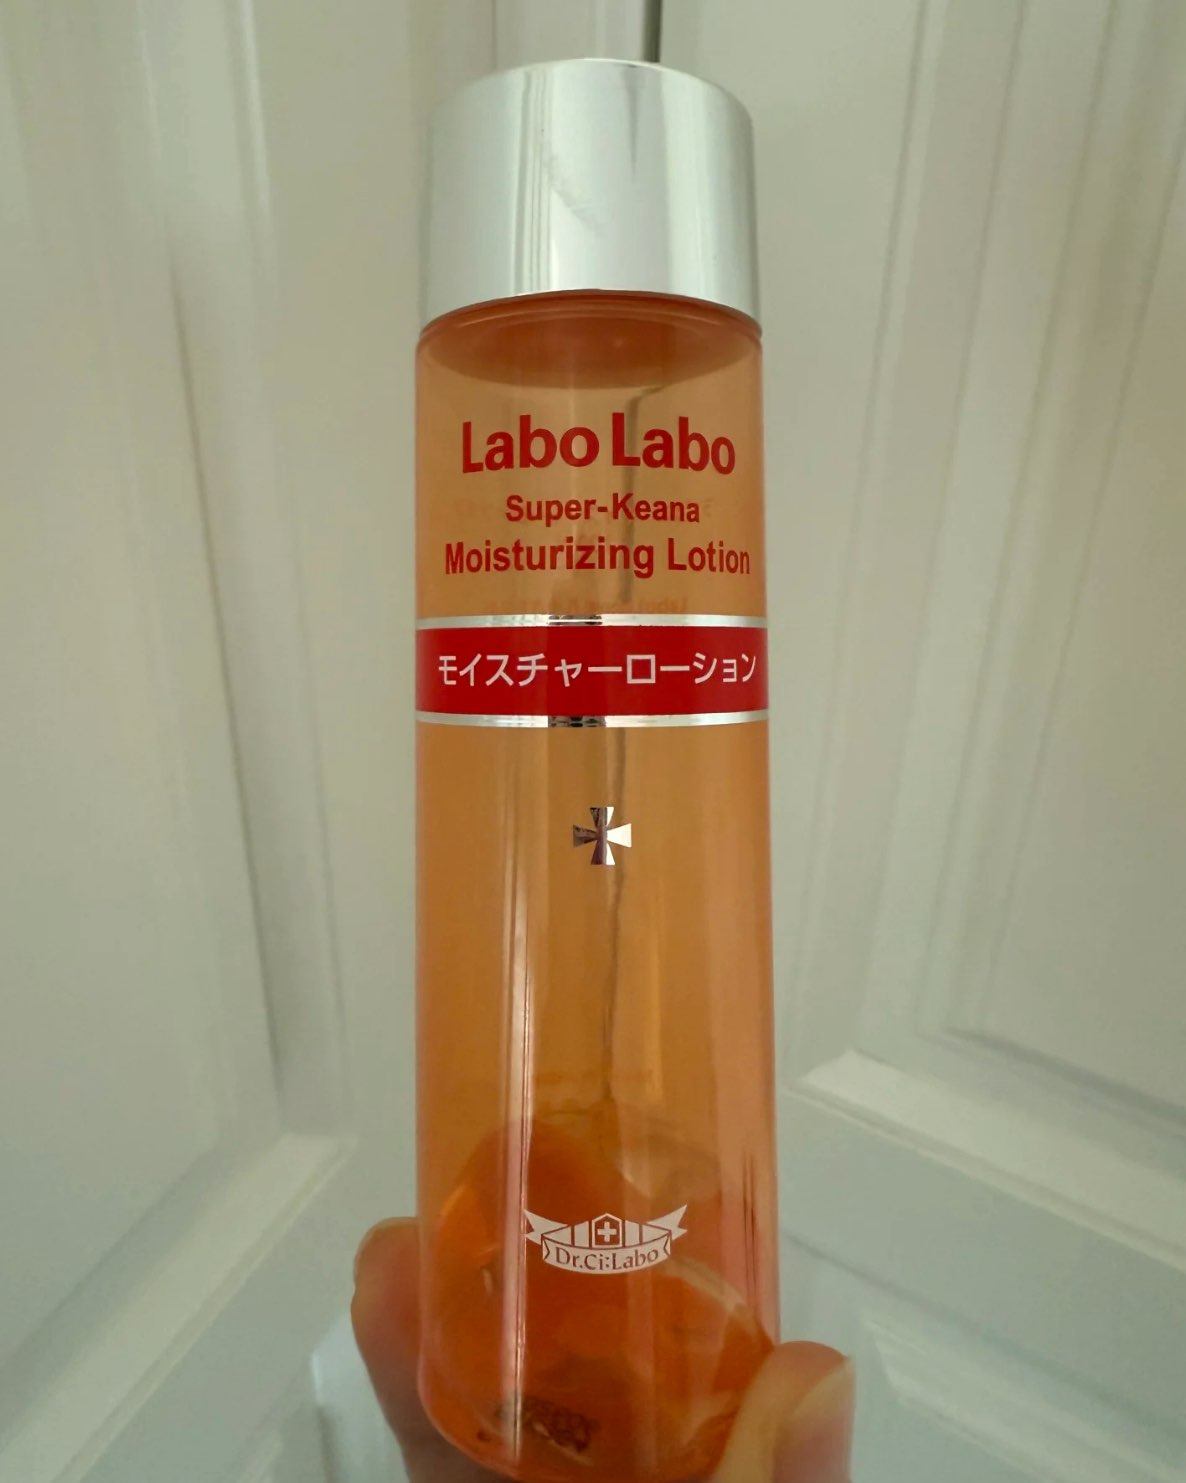 Labo Labo
Super-Keana
Moisturizing Lotion
モイスチャーローション
Dr.Ci:Labo